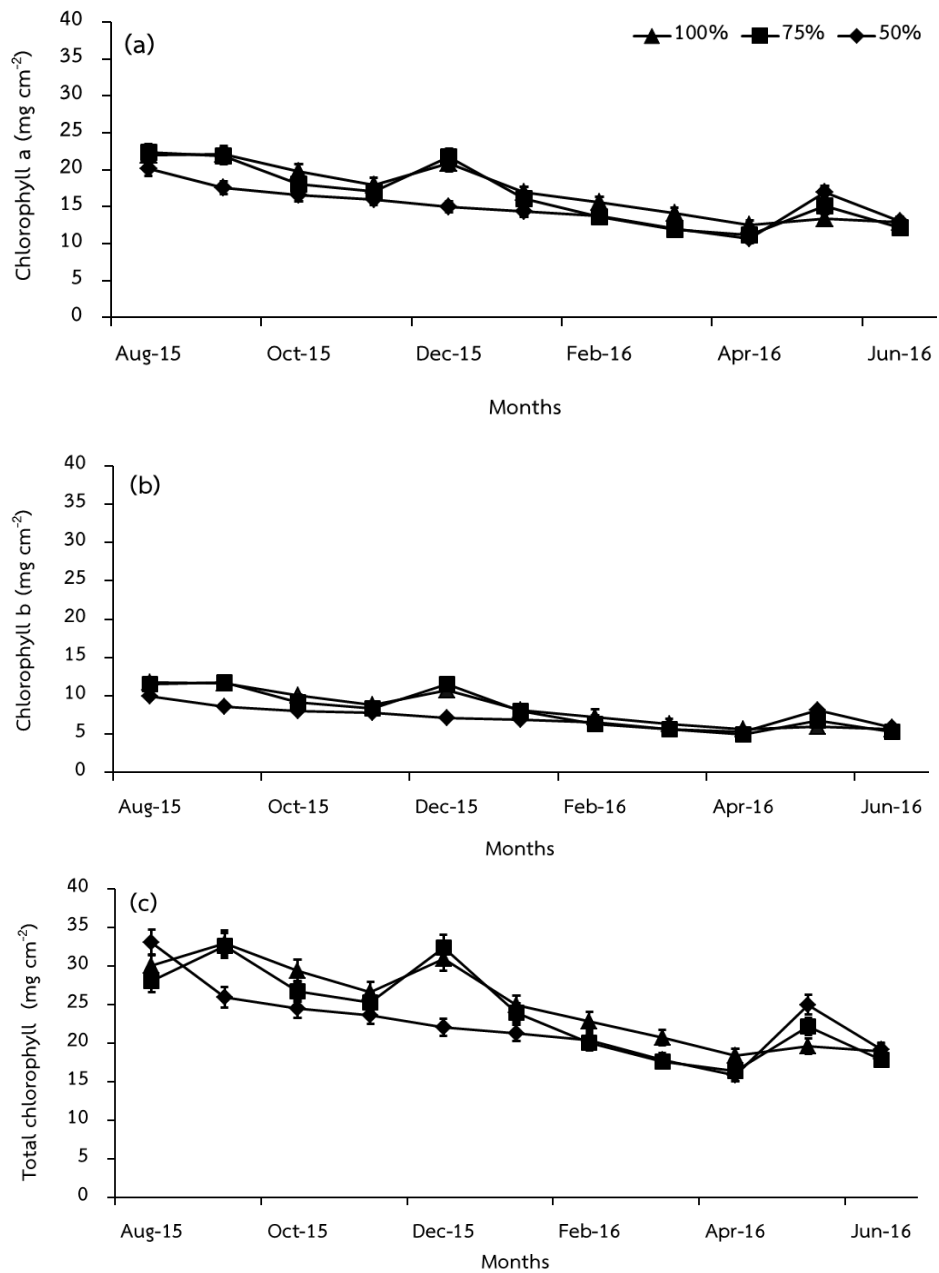 (a)
100% 75% 50%
Chlorophyll a (mg cm-2)
40
35
30
25
20
15
10
5
0
Aug-15 Oct-15 Dec-15 Feb-16 Apr-16 Jun-16
Months
(b)
Chlorophyll b (mg cm-2)
40
35
30
25
20
15
10
5
0
Aug-15 Oct-15 Dec-15 Feb-16 Apr-16 Jun-16
Months
(c)
Total chlorophyll (mg cm-2)
40
35
30
25
20
15
10
5
0
Aug-15 Oct-15 Dec-15 Feb-16 Apr-16 Jun-16
Months